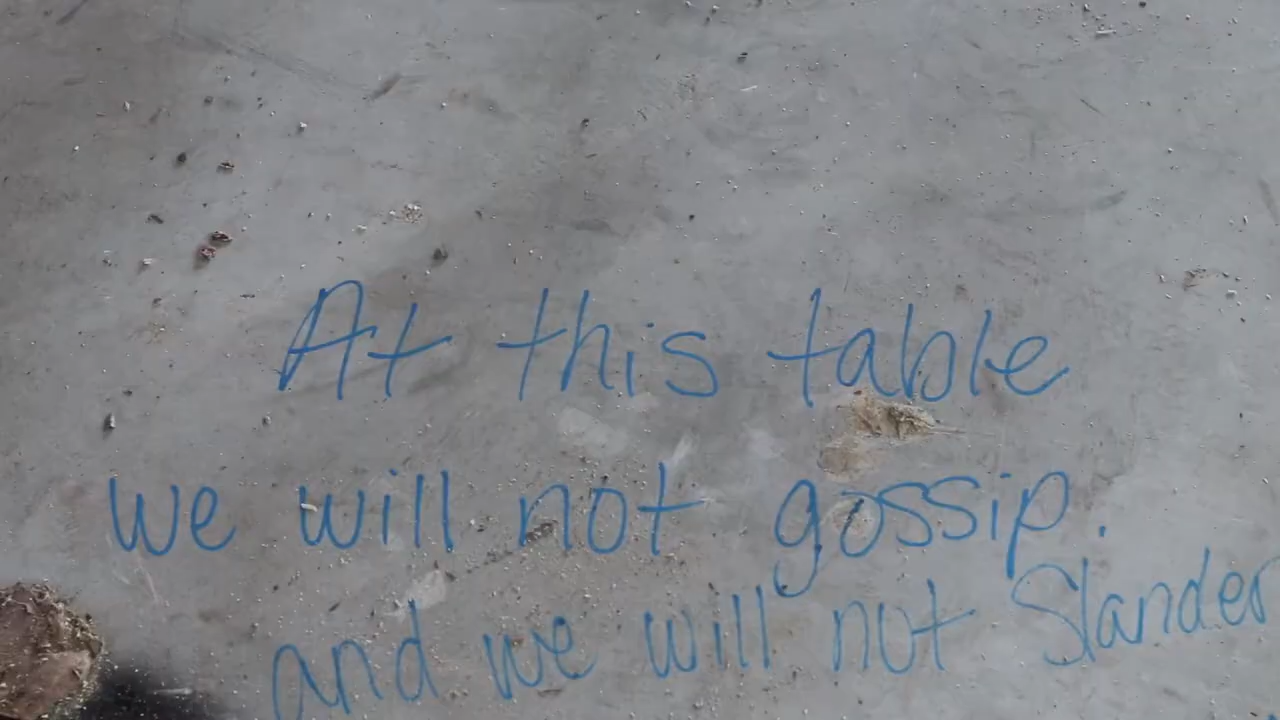 At this table
we will not gossip.
and we will not Slander